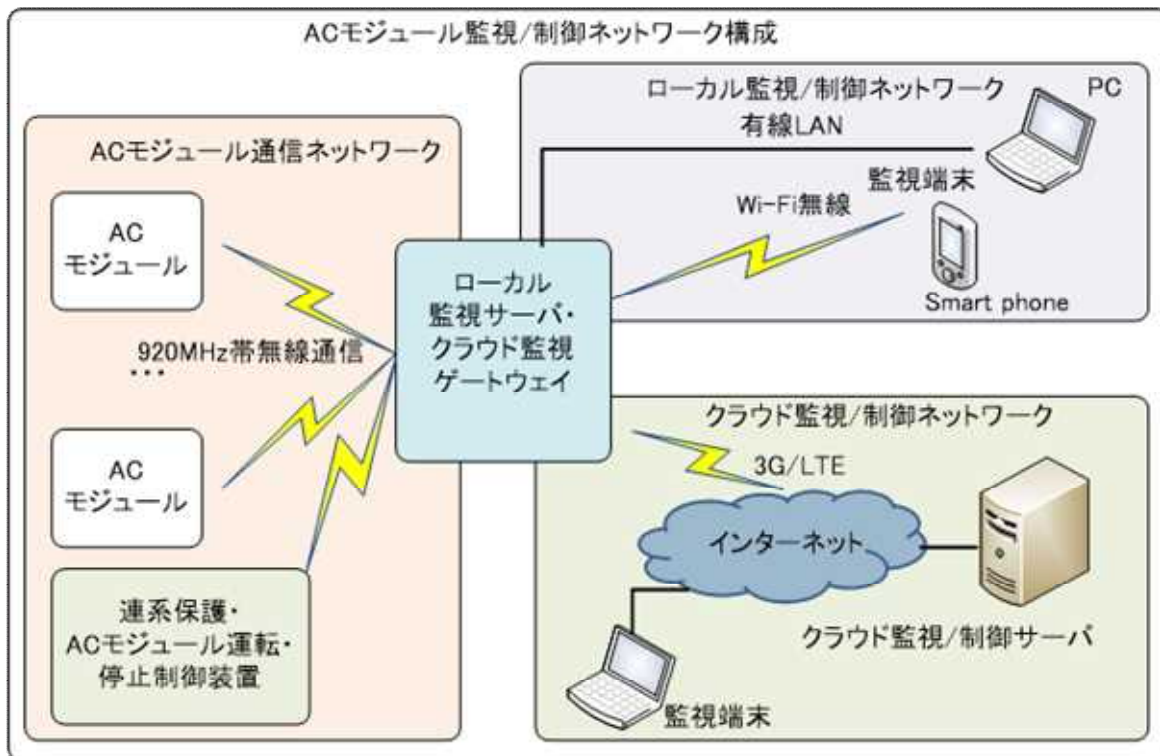 ACモジュール監視/制御ネットワーク構成
ACモジュール通信ネットワーク
AC
モジュール
920MHz帯無線通信
…
AC
モジュール
連系保護・
ACモジュール運転・
停止制御装置
ローカル
監視サーバ・
クラウド監視
ゲートウェイ
ローカル監視/制御ネットワーク
PC
有線LAN
監視端末
Wi-Fi無線
Smart phone
クラウド監視/制御ネットワーク
3G/LTE
インターネット
クラウド監視/制御サーバ
監視端末